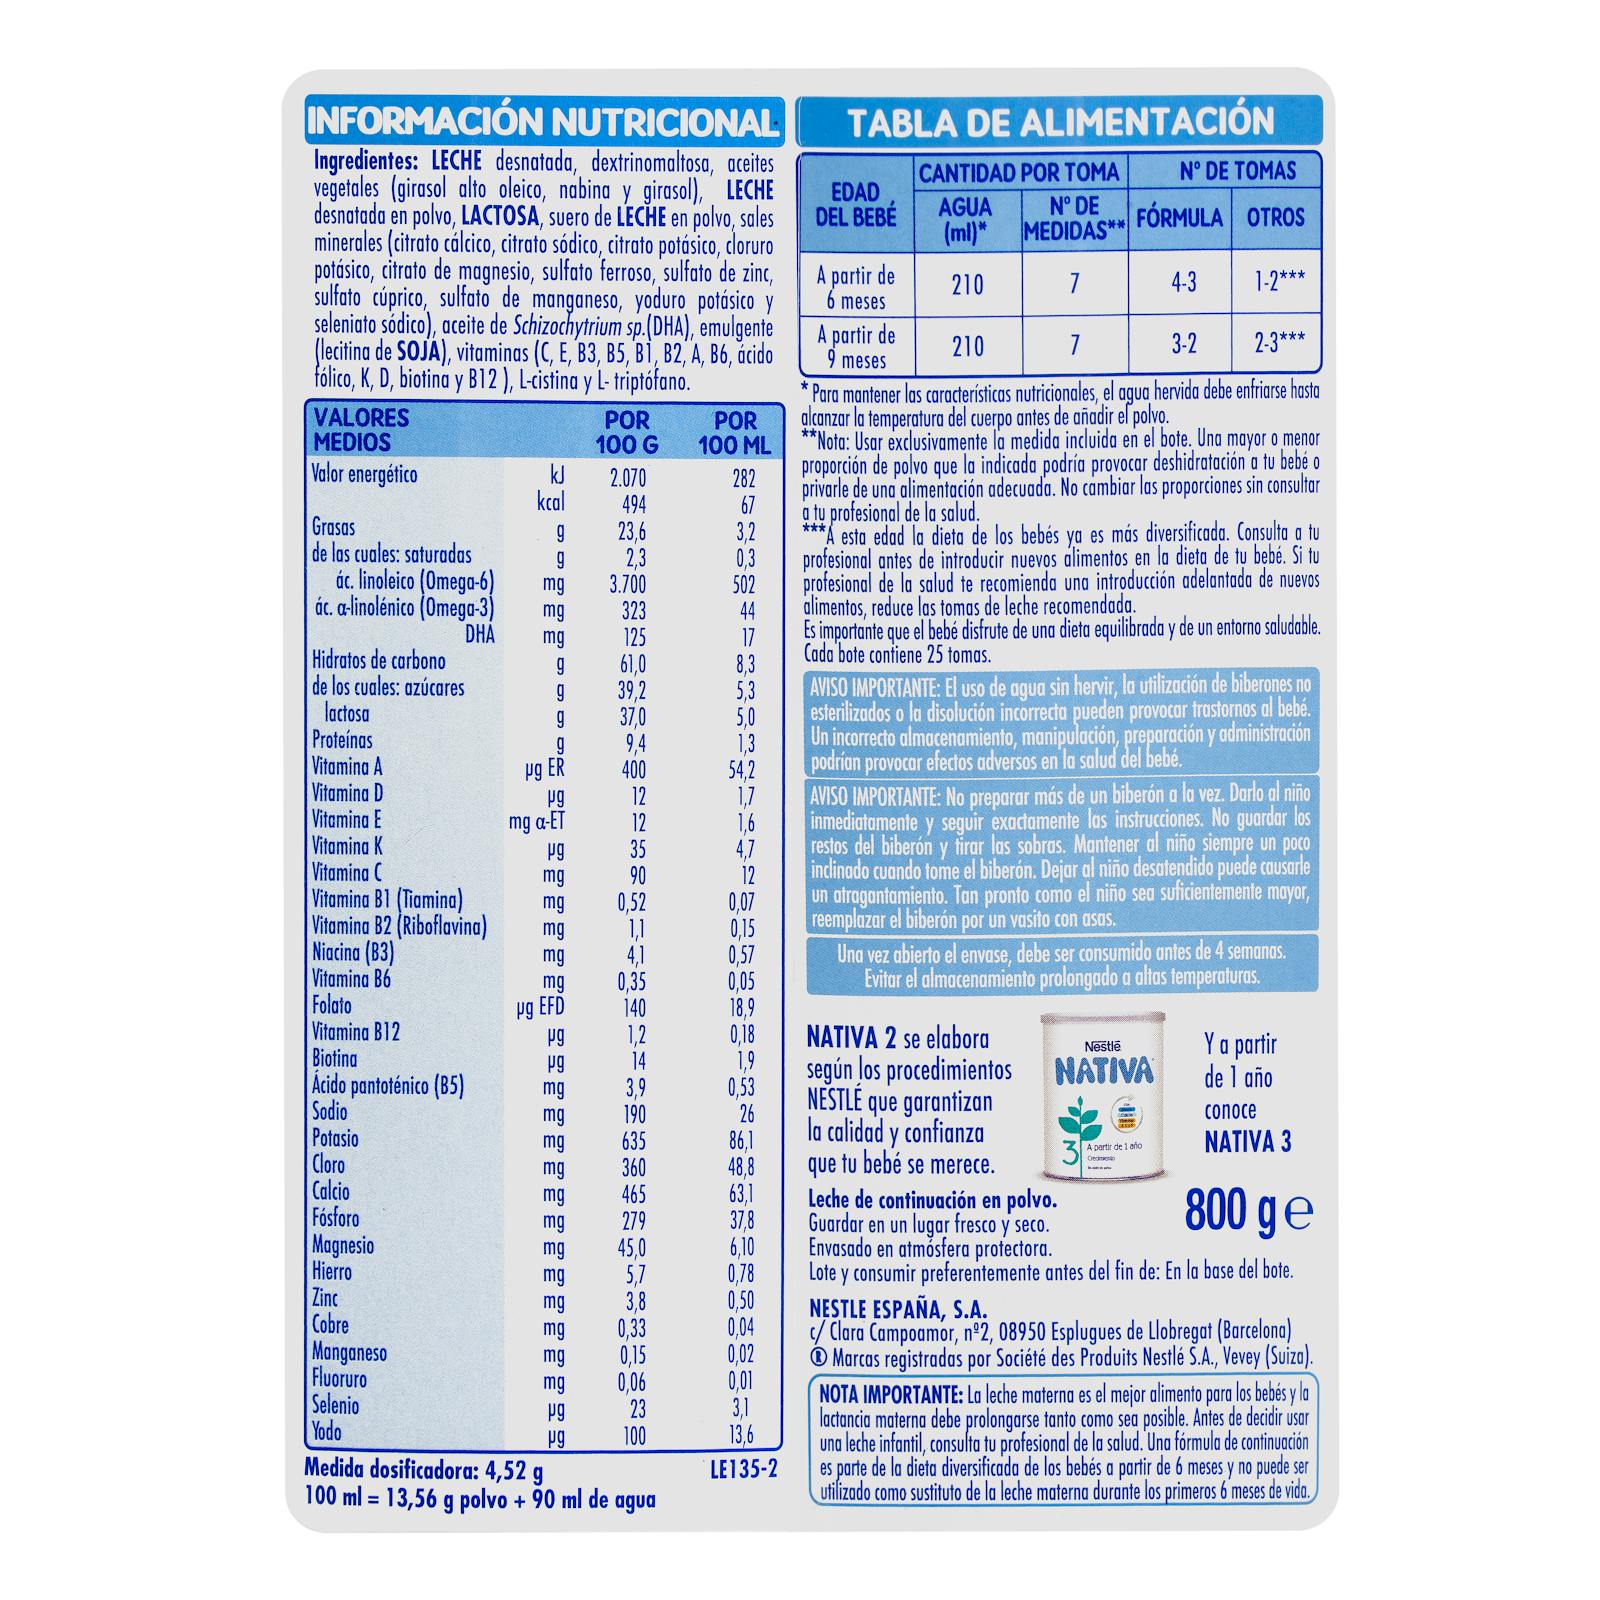 INFORMACIÓN NUTRICIONAL
Ingredientes: LECHE desnatada, dextrinomaltosa, aceites
vegetales (girasol alto oleico, nabina y girasol), LECHE
desnatada en polvo, LACTOSA, suero de LECHE en polvo, sales
minerales (citrato cálcico, citrato sódico, citrato potásico, cloruro
potásico, citrato de magnesio, sulfato ferroso, sulfato de zinc,
sulfato cúprico, sulfato de manganeso, yoduro potásico y
seleniato sódico), aceite de Schizochytrium sp.(DHA), emulgente
(lecitina de SOJA), vitaminas (C, E, B3, B5, B1, B2, A, B6, ácido
fólico, K, D, biotina y B12 ), L-cistina y L- triptófano.
VALORES MEDIOS POR 100 G POR 100 ML
Valor energético kJ 2.070 282
kcal 494 67
Grasas g 23,6 3,2
de las cuales: saturadas g 2,3 0,3
ác. linoleico (Omega-6) mg 3.700 502
ác. α-linolénico (Omega-3) mg 323 44
DHA mg 125 17
Hidratos de carbono g 61,0 8,3
de los cuales: azúcares g 39,2 5,3
lactosa g 37,0 5,0
Proteínas g 9,4 1,3
Vitamina A µg ER 400 54,2
Vitamina D µg 12 1,7
Vitamina E mg α-ET 12 1,6
Vitamina K µg 35 4,7
Vitamina C mg 90 12
Vitamina B1 (Tiamina) mg 0,52 0,07
Vitamina B2 (Riboflavina) mg 1,1 0,15
Niacina (B3) mg 4,1 0,57
Vitamina B6 mg 0,35 0,05
Folato µg EFD 140 18,9
Vitamina B12 µg 1,2 0,18
Biotina µg 14 1,9
Ácido pantoténico (B5) mg 3,9 0,53
Sodio mg 190 26
Potasio mg 635 86,1
Cloro mg 360 48,8
Calcio mg 465 63,1
Fósforo mg 279 37,8
Magnesio mg 45,0 6,10
Hierro mg 5,7 0,78
Zinc mg 3,8 0,50
Cobre mg 0,33 0,04
Manganeso mg 0,15 0,02
Fluoruro mg 0,06 0,01
Selenio µg 23 3,1
Yodo µg 100 13,6
Medida dosificadora: 4,52 g LE135-2
100 ml = 13,56 g polvo + 90 ml de agua
TABLA DE ALIMENTACIÓN
EDAD DEL BEBÉ
CANTIDAD POR TOMA Nº DE TOMAS
AGUA (ml)* Nº DE MEDIDAS** FÓRMULA OTROS
A partir de 6 meses 210 7 4-3 1-2***
A partir de 9 meses 210 7 3-2 2-3***
* Para mantener las características nutricionales, el agua hervida debe enfriarse hasta
alcanzar la temperatura del cuerpo antes de añadir el polvo.
**Nota: Usar exclusivamente la medida incluida en el bote. Una mayor o menor
proporción de polvo que la indicada podría provocar deshidratación a tu bebé o
privarle de una alimentación adecuada. No cambiar las proporciones sin consultar
a tu profesional de la salud.
***A esta edad la dieta de los bebés ya es más diversificada. Consulta a tu
profesional antes de introducir nuevos alimentos en la dieta de tu bebé. Si tu
profesional de la salud te recomienda una introducción adelantada de nuevos
alimentos, reduce las tomas de leche recomendada.
Es importante que el bebé disfrute de una dieta equilibrada y de un entorno saludable.
Cada bote contiene 25 tomas.
AVISO IMPORTANTE: El uso de agua sin hervir, la utilización de biberones no
esterilizados o la disolución incorrecta pueden provocar trastornos al bebé.
Un incorrecto almacenamiento, manipulación, preparación y administración
podrían provocar efectos adversos en la salud del bebé.
AVISO IMPORTANTE: No preparar más de un biberón a la vez. Darlo al niño
inmediatamente y seguir exactamente las instrucciones. No guardar los
restos del biberón y tirar las sobras. Mantener al niño siempre un poco
inclinado cuando tome el biberón. Dejar al niño desatendido puede causarle
un atragantamiento. Tan pronto como el niño sea suficientemente mayor,
reemplazar el biberón por un vasito con asas.
Una vez abierto el envase, debe ser consumido antes de 4 semanas.
Evitar el almacenamiento prolongado a altas temperaturas.
NATIVA 2 se elabora
según los procedimientos
NESTLÉ que garantizan
la calidad y confianza
que tu bebé se merece.
Nestlé
NATIVA
3
A partir de 1 año
Crecimiento
Y a partir
de 1 año
conoce
NATIVA 3
Leche de continuación en polvo.
Guardar en un lugar fresco y seco.
Envasado en atmósfera protectora.
800 g e
Lote y consumir preferentemente antes del fin de: En la base del bote.
NESTLE ESPAÑA, S.A.
c/ Clara Campoamor, nº2, 08950 Esplugues de Llobregat (Barcelona)
® Marcas registradas por Société des Produits Nestlé S.A., Vevey (Suiza).
NOTA IMPORTANTE: La leche materna es el mejor alimento para los bebés y la
lactancia materna debe prolongarse tanto como sea posible. Antes de decidir usar
una leche infantil, consulta tu profesional de la salud. Una fórmula de continuación
es parte de la dieta diversificada de los bebés a partir de 6 meses y no puede ser
utilizado como sustituto de la leche materna durante los primeros 6 meses de vida.